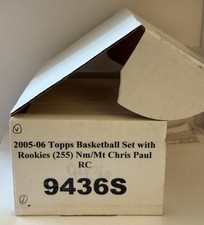 2005-06 Topps Basketball Set with
Rookies (255) Nm/Mt Chris Paul
RC
9436S